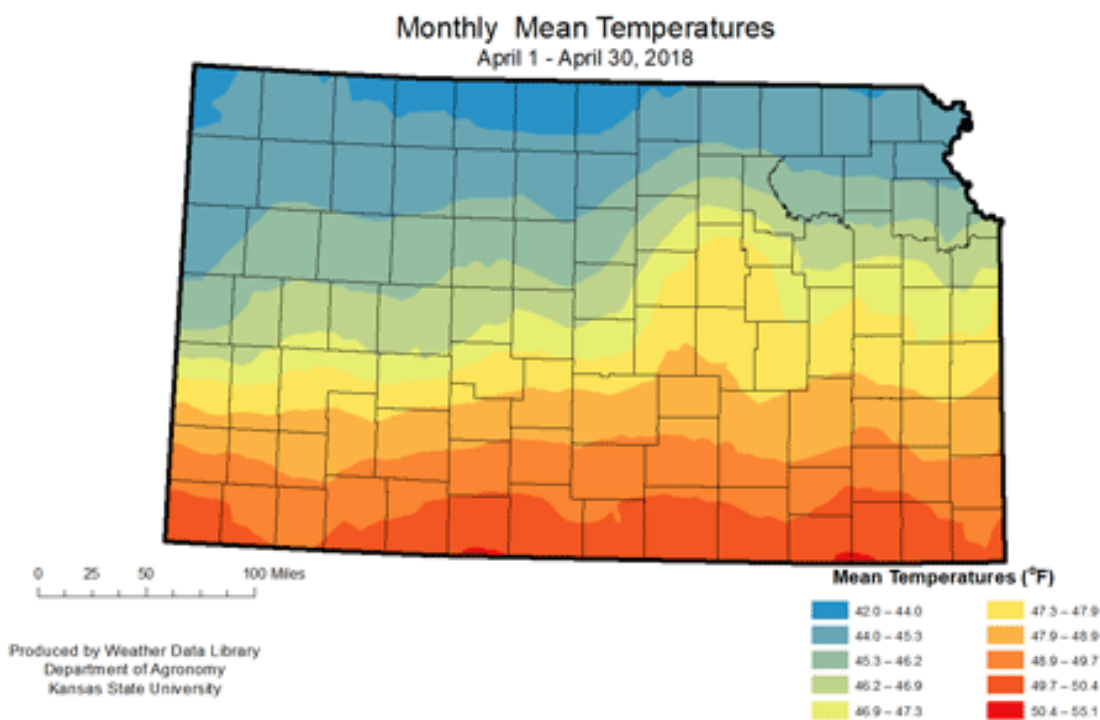 Monthly Mean Temperatures
April 1 - April 30, 2018
0 25 50 100 Miles
Produced by Weather Data Library
Department of Agronomy
Kansas State University
Mean Temperatures (°F)
42.0 – 44.0
44.0 – 45.3
45.3 – 46.2
46.2 – 46.9
46.9 – 47.3
47.3 – 47.9
47.9 – 48.9
48.9 – 49.7
49.7 – 50.4
50.4 – 55.1